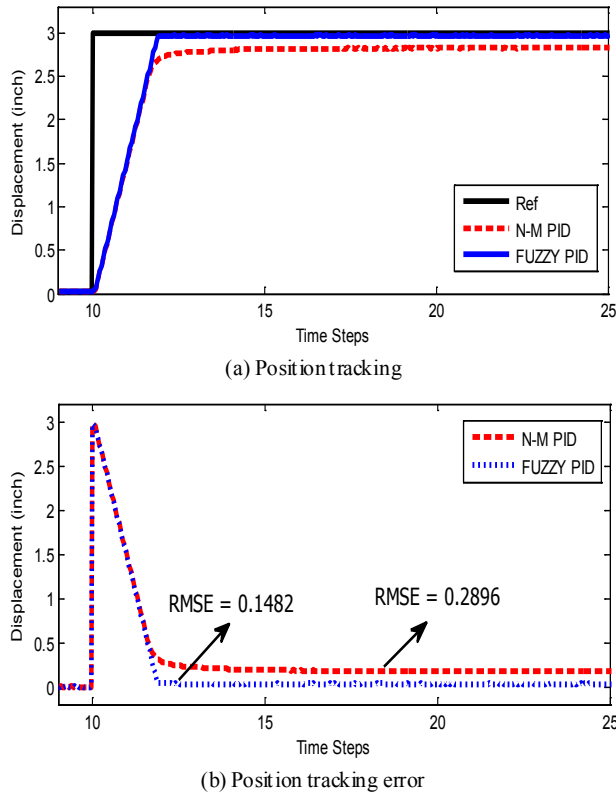 3
2.5
2
1.5
1
0.5
0
Displacement (inch)
Ref
N-M PID
FUZZY PID
10
15
20
25
Time Steps
(a) Position tracking
3
2.5
2
1.5
1
0.5
0
Displacement (inch)
N-M PID
FUZZY PID
RMSE = 0.1482
RMSE = 0.2896
10
15
20
25
Time Steps
(b) Position tracking error